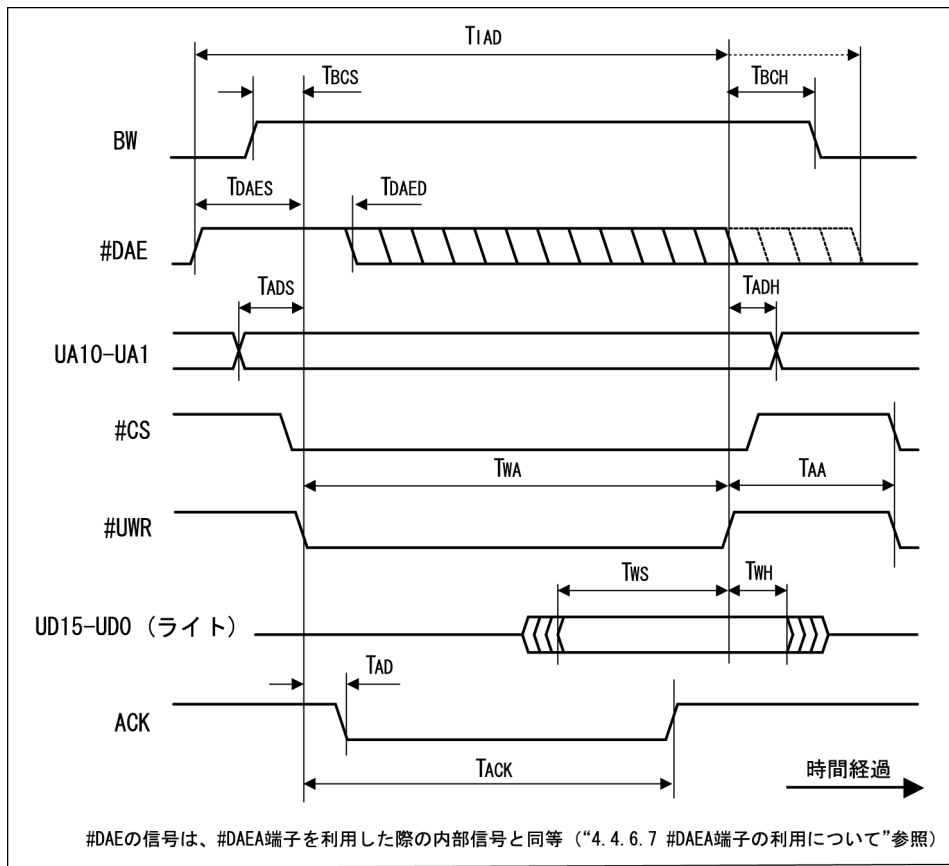 TIAD
TBCS
TBCH
BW
TDAES
TDAED
#DAE
TADS
TADH
UA10-UA1
#CS
TWA
TAA
#UWR
TWS
TWH
UD15-UD0 (ライト)
TAD
ACK
TACK
時間経過
#DAEの信号は、#DAEA端子を利用した際の内部信号と同等 (“4.4.6.7 #DAEA端子の利用について”参照)